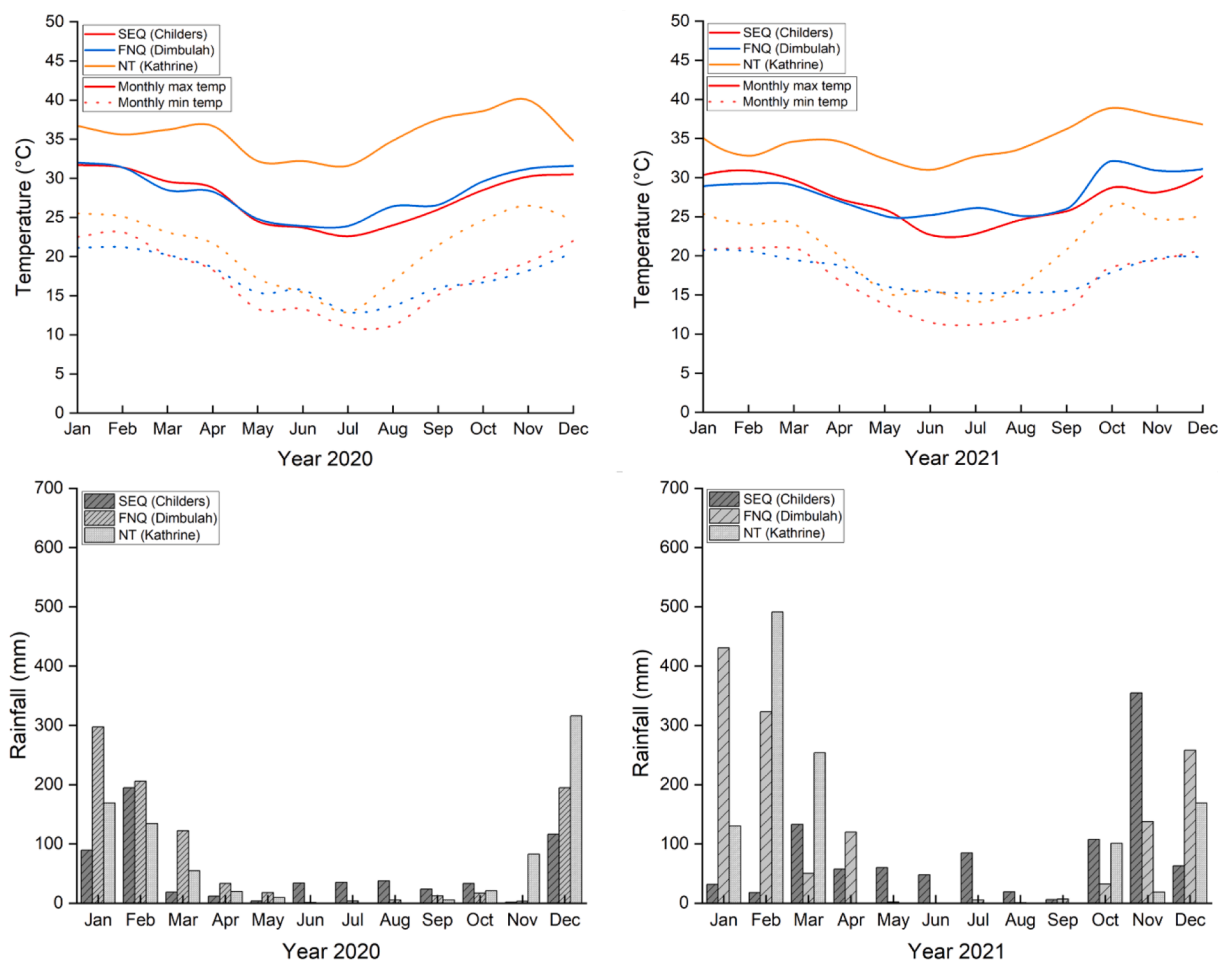 50
45
40
35
30
25
20
15
10
5
0
Temperature (°C)
SEQ (Childers)
FNQ (Dimbulah)
NT (Kathrine)
Monthly max temp
Monthly min temp
Jan Feb Mar Apr May Jun Jul Aug Sep Oct Nov Dec
Year 2020
50
45
40
35
30
25
20
15
10
5
0
Temperature (°C)
SEQ (Childers)
FNQ (Dimbulah)
NT (Kathrine)
Monthly max temp
Monthly min temp
Jan Feb Mar Apr May Jun Jul Aug Sep Oct Nov Dec
Year 2021
700
600
500
400
300
200
100
0
Rainfall (mm)
SEQ (Childers)
FNQ (Dimbulah)
NT (Kathrine)
Jan Feb Mar Apr May Jun Jul Aug Sep Oct Nov Dec
Year 2020
700
600
500
400
300
200
100
0
Rainfall (mm)
SEQ (Childers)
FNQ (Dimbulah)
NT (Kathrine)
Jan Feb Mar Apr May Jun Jul Aug Sep Oct Nov Dec
Year 2021